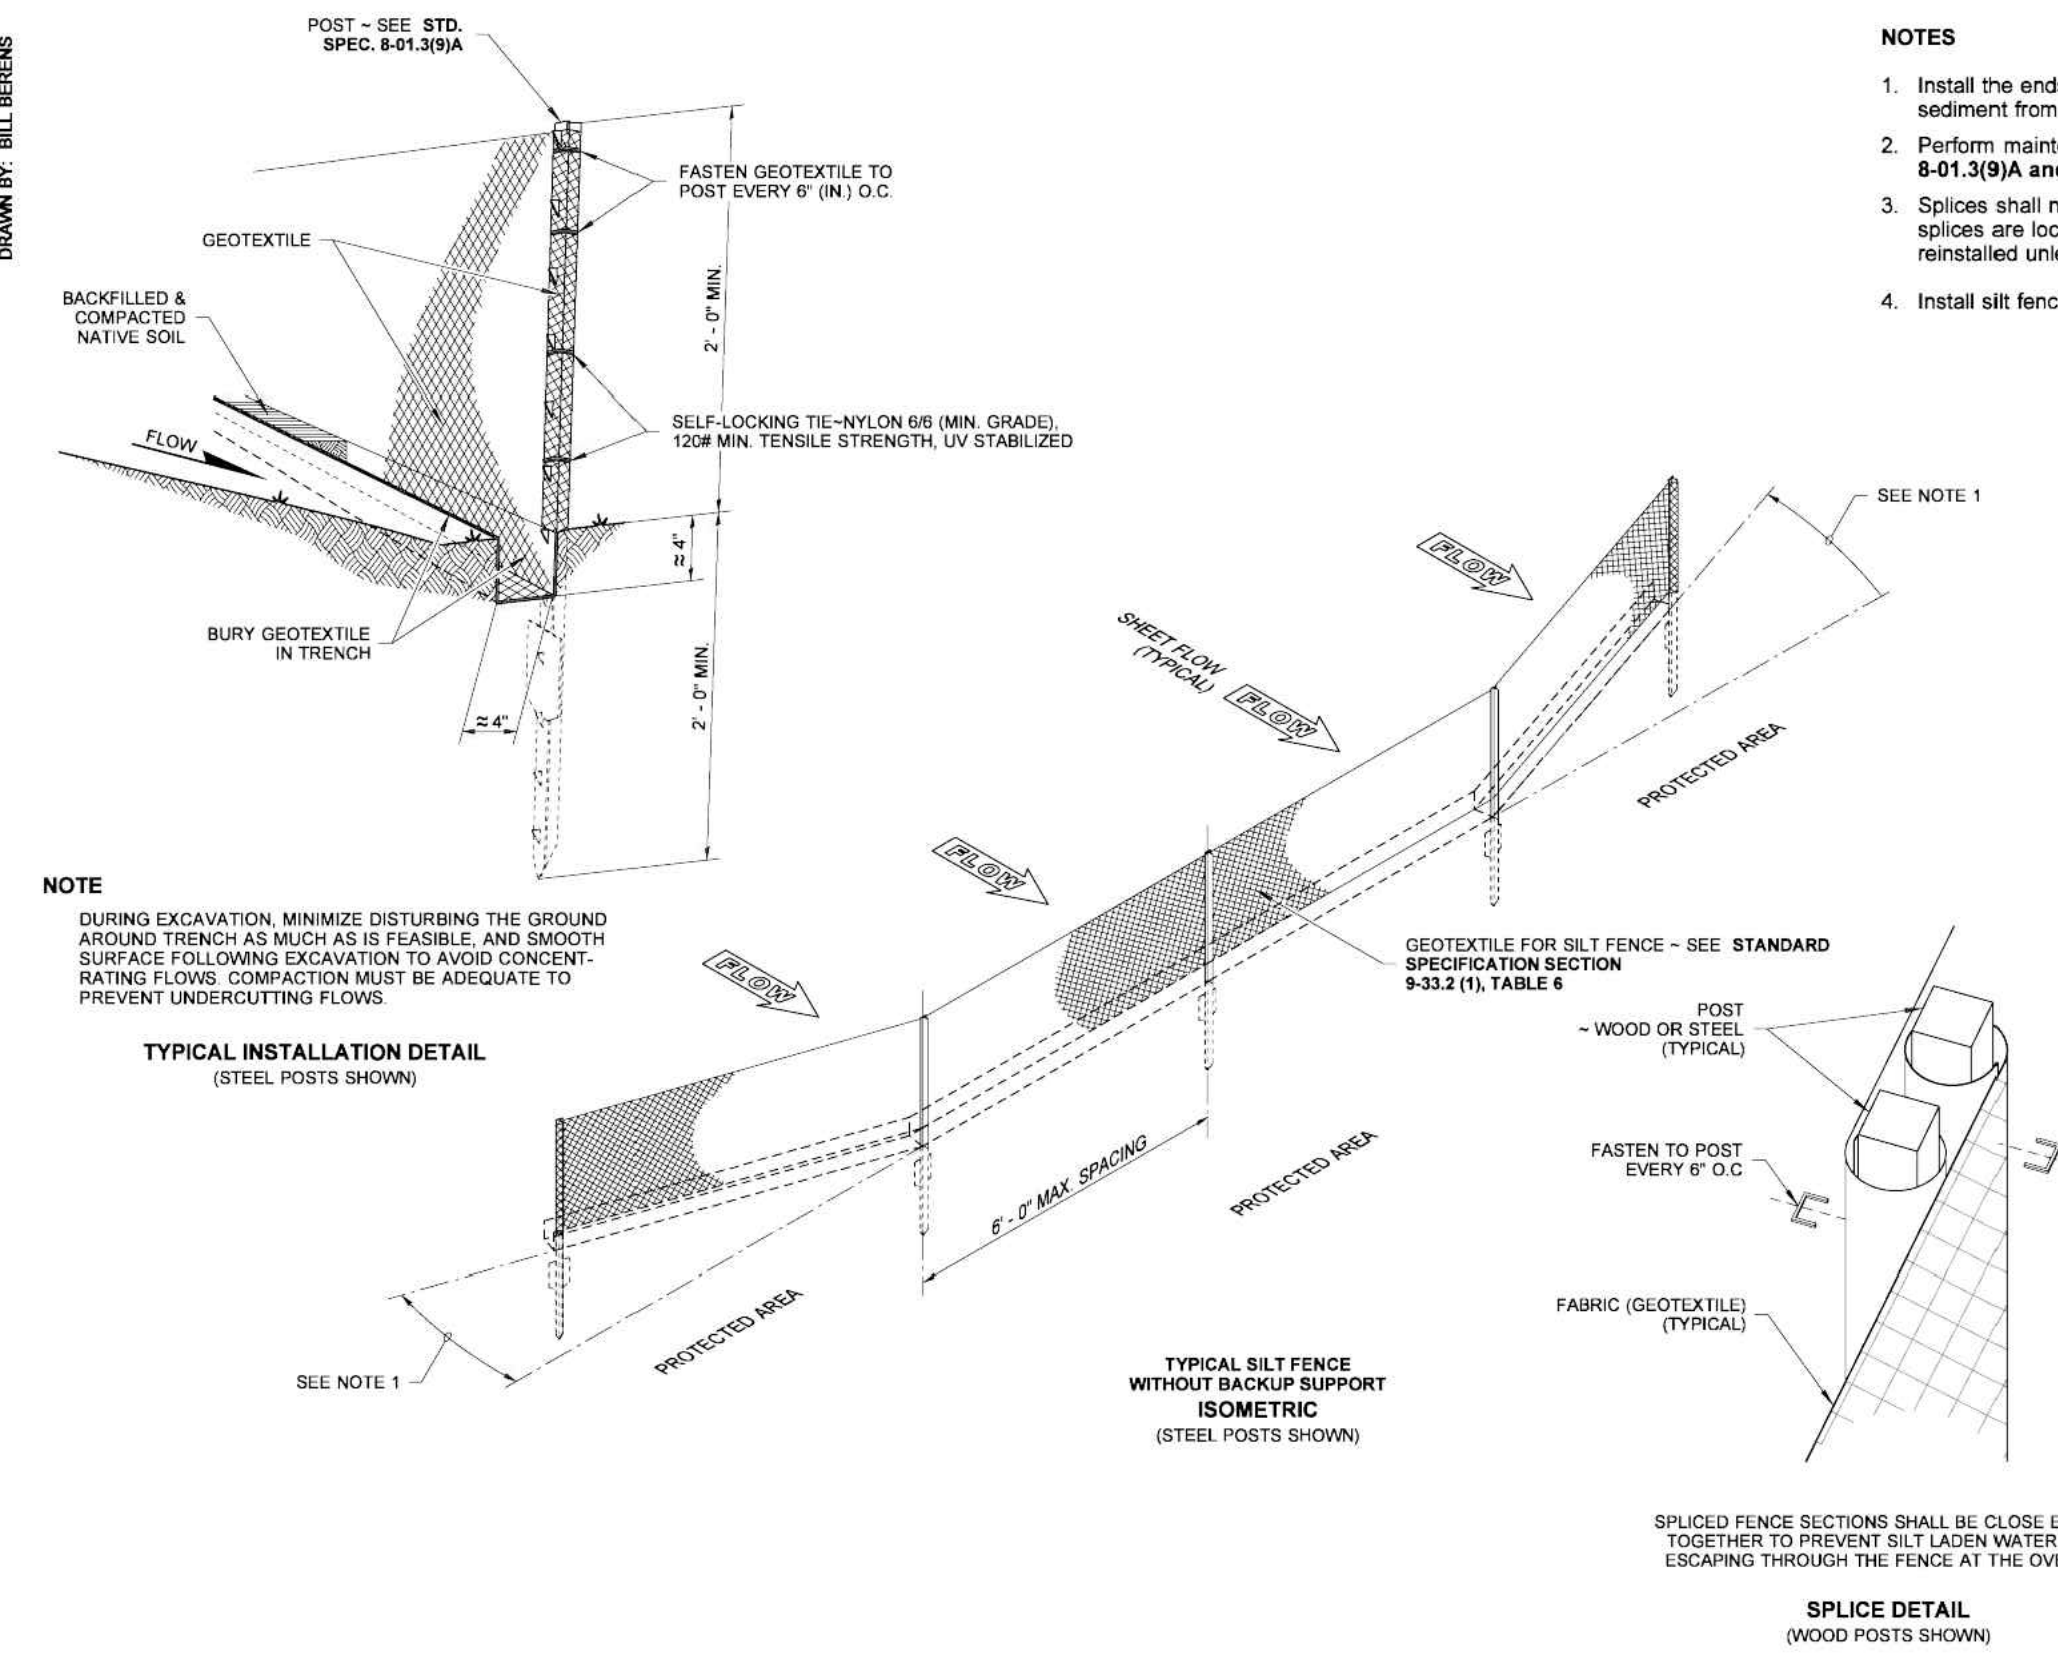 DRAWN BY: BILL BERENS
POST ~ SEE STD.
SPEC. 8-01.3(9)A
FASTEN GEOTEXTILE TO
POST EVERY 6" (IN.) O.C.
GEOTEXTILE
BACKFILLED &
COMPACTED
NATIVE SOIL
FLOW
2' - 0" MIN.
SELF-LOCKING TIE~NYLON 6/6 (MIN. GRADE),
120# MIN. TENSILE STRENGTH, UV STABILIZED
≈ 4"
BURY GEOTEXTILE
IN TRENCH
≈ 4"
2' - 0" MIN.
NOTE
DURING EXCAVATION, MINIMIZE DISTURBING THE GROUND
AROUND TRENCH AS MUCH AS IS FEASIBLE, AND SMOOTH
SURFACE FOLLOWING EXCAVATION TO AVOID CONCENT-
RATING FLOWS. COMPACTION MUST BE ADEQUATE TO
PREVENT UNDERCUTTING FLOWS.
TYPICAL INSTALLATION DETAIL
(STEEL POSTS SHOWN)
NOTES
1. Install the end
sediment from
2. Perform maint
8-01.3(9)A and
3. Splices shall n
splices are loc
reinstalled unl
4. Install silt fenc
SEE NOTE 1
FLOW
SHEET FLOW
(TYPICAL)
FLOW
PROTECTED AREA
FLOW
GEOTEXTILE FOR SILT FENCE ~ SEE STANDARD
SPECIFICATION SECTION
9-33.2 (1), TABLE 6
FLOW
6' - 0" MAX. SPACING
PROTECTED AREA
PROTECTED AREA
SEE NOTE 1
TYPICAL SILT FENCE
WITHOUT BACKUP SUPPORT
ISOMETRIC
(STEEL POSTS SHOWN)
POST
~ WOOD OR STEEL
(TYPICAL)
FASTEN TO POST
EVERY 6" O.C
FABRIC (GEOTEXTILE)
(TYPICAL)
SPLICED FENCE SECTIONS SHALL BE CLOSE E
TOGETHER TO PREVENT SILT LADEN WATER
ESCAPING THROUGH THE FENCE AT THE OV
SPLICE DETAIL
(WOOD POSTS SHOWN)